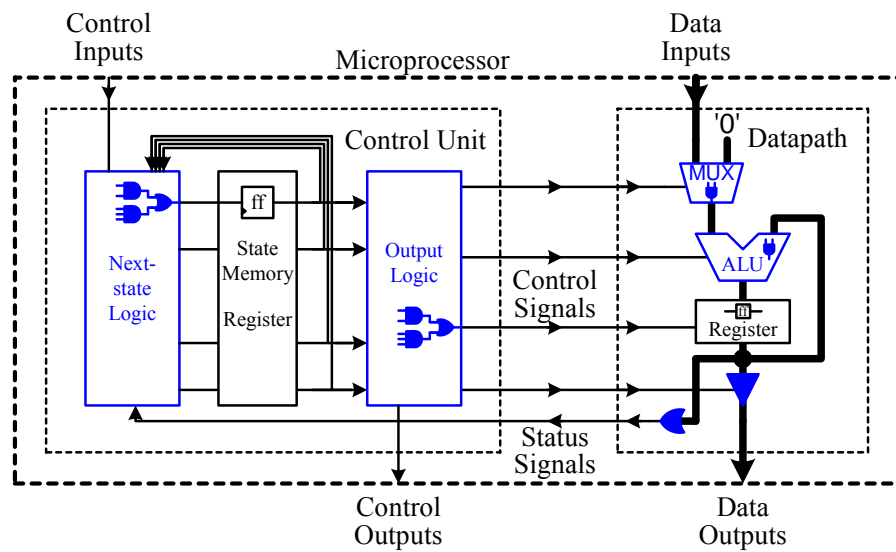 Control
Inputs
Data
Inputs
Microprocessor
Control Unit
'0'
Datapath
MUX
ff
Next-
state
Logic
State
Memory
Register
Output
Logic
ALU
Control
Signals
ff
Register
Status
Signals
Control
Outputs
Data
Outputs